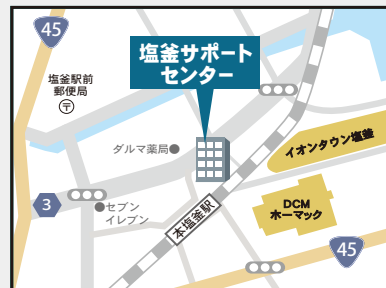 45
塩釜サポート
センター
塩釜駅前
郵便局
〒
ダルマ薬局
イオンタウン塩釜
3
セブン
イレブン
DCM
ホーマック
本塩釜駅
45